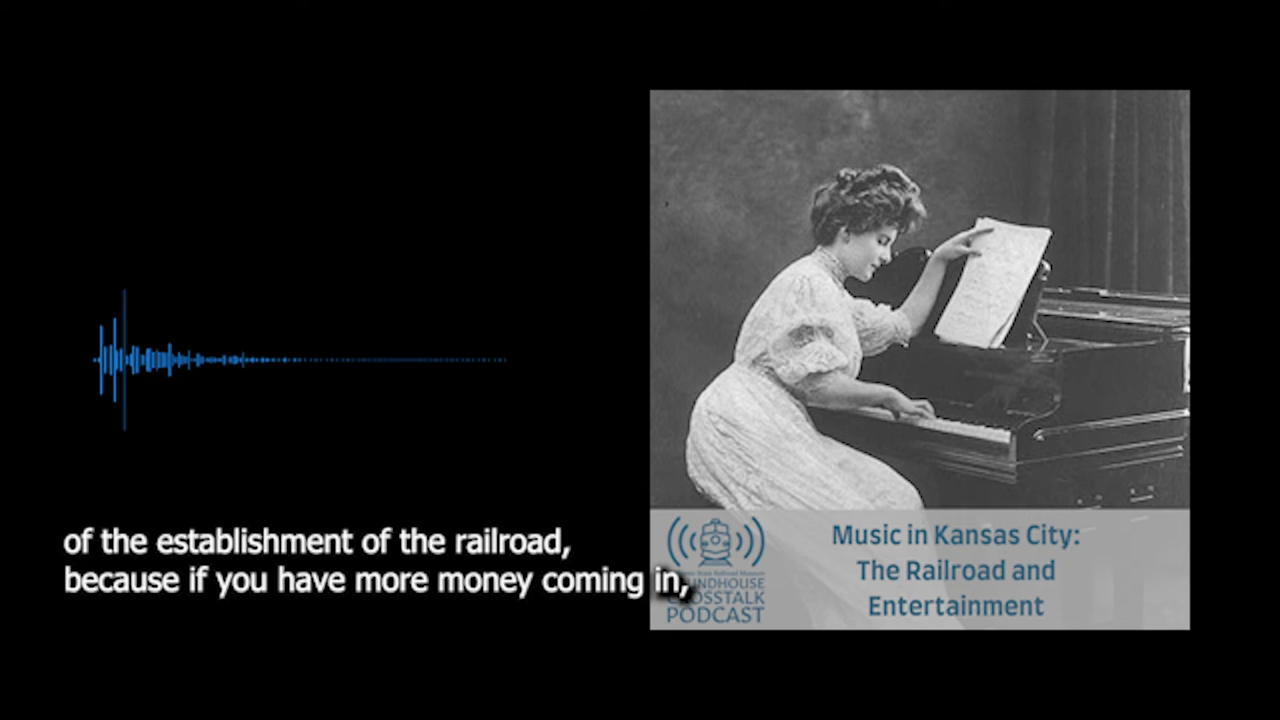 of the establishment of the railroad,
because if you have more money coming in,
Music in Kansas City:
The Railroad and
Entertainment
PODCAST